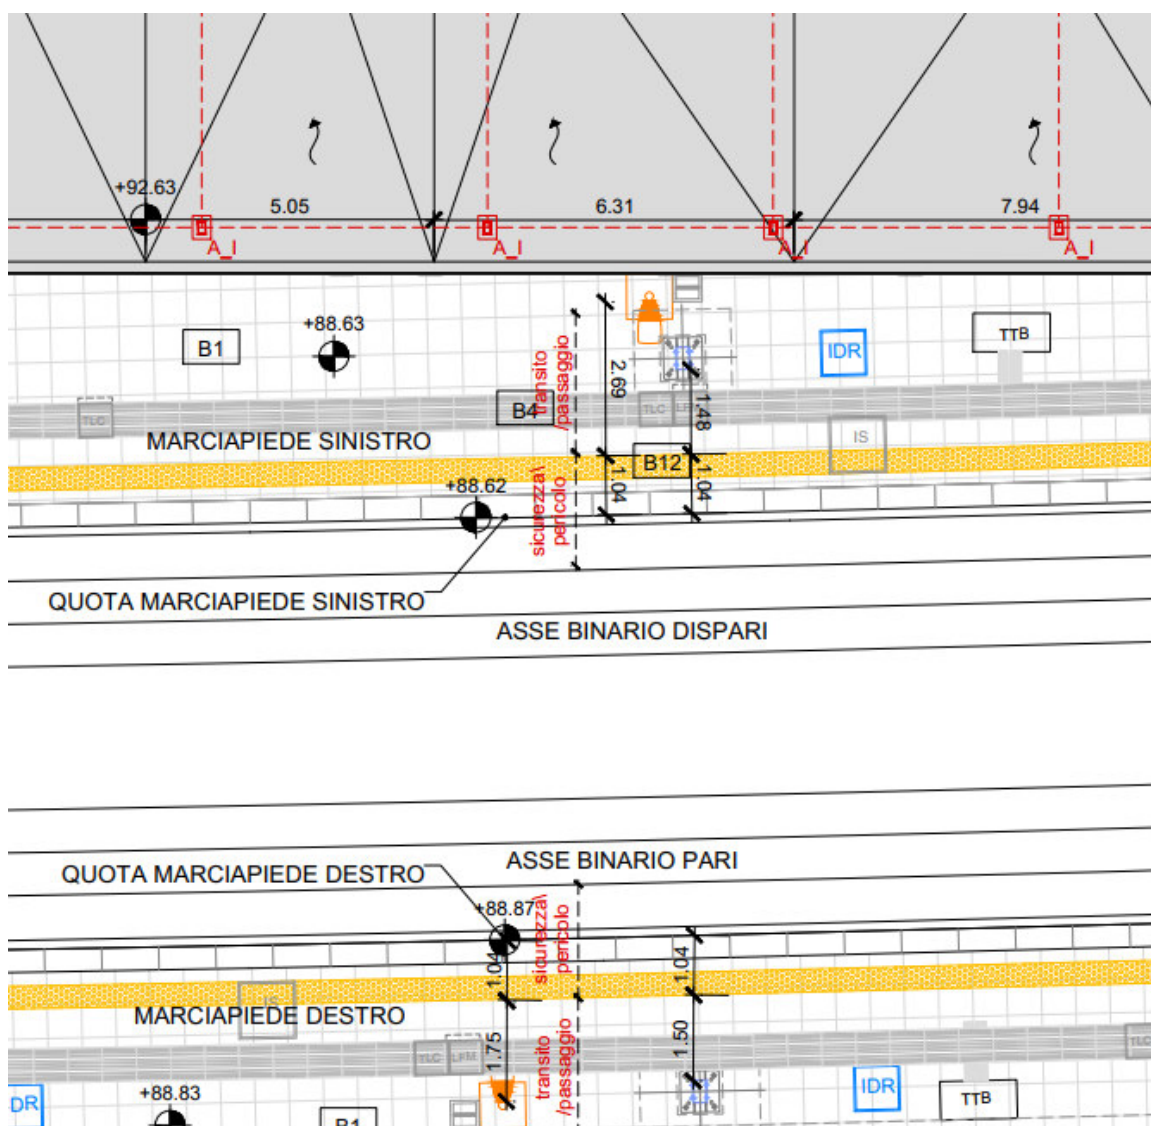 +92.63
5.05
6.31
7.94
A_I
A_I
A_I
A_I
+88.63
B1
transito
/passaggio
2.69
IDR
TTB
B4
TLC
TLC
1.48
MARCIAPIEDE SINISTRO
IS
B12
+88.62
sicurezza\
pericolo
1.04
1.04
QUOTA MARCIAPIEDE SINISTRO
ASSE BINARIO DISPARI
ASSE BINARIO PARI
QUOTA MARCIAPIEDE DESTRO
+88.87
sicurezza\
pericolo
1.04
1.04
IS
MARCIAPIEDE DESTRO
transito
/passaggio
1.75
1.50
TLC
LFM
TLC
+88.83
IDR
TTB
DR
B1